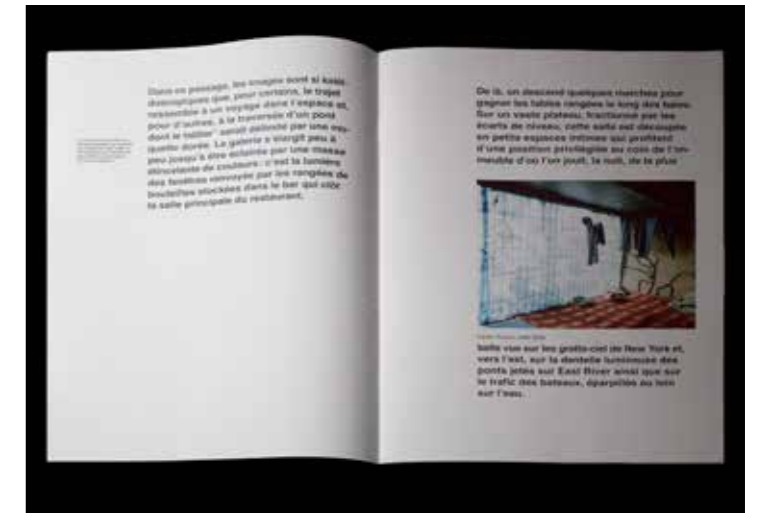 Dans ce passage, les images sont si kaléi-
doscopiques que, pour certains, le trajet
ressemble à un voyage dans l'espace et,
pour d'autres, à la traversée d'un pont
dont le tablier serait délimité par une mo-
quette dorée. La galerie s'élargit peu à
peu jusqu'à être éclairée par une masse
étincelante de couleurs : c'est la lumière
des fenêtres renvoyée par les rangées de
bouteilles stockées dans le bar qui clôt
la salle principale du restaurant.
De là, on descend quelques marches pour
gagner les tables rangées le long des baies.
Sur un vaste plateau, fractionné par les
écarts de niveau, cette salle est découpée
en petits espaces intimes qui profitent
d'une position privilégiée au coin de l'im-
meuble d'où l'on jouit, la nuit, de la plus
belle vue sur les gratte-ciel de New York et,
vers l'est, sur la dentelle lumineuse des
ponts jetés sur East River ainsi que sur
le trafic des bateaux, éparpillés au loin
sur l'eau.